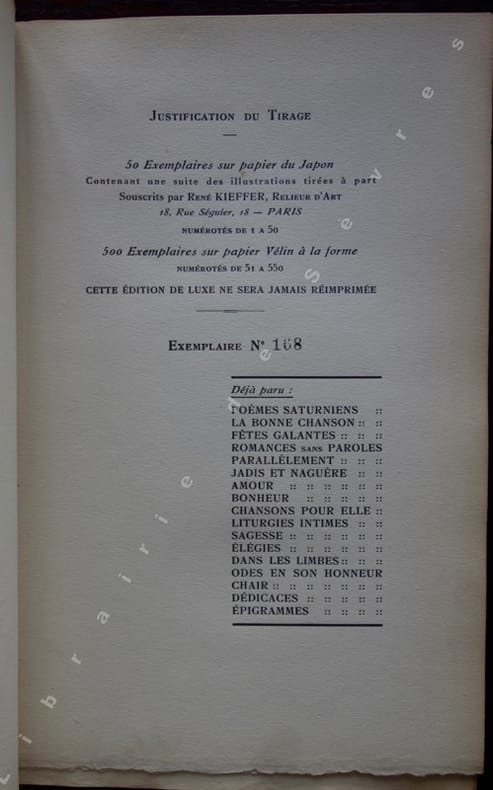 Justification du Tirage
50 Exemplaires sur papier du Japon
Contenant une suite des illustrations tirées à part
Souscrits par René KIEFFER, Relieur d'Art
18, Rue Séguier, 18 — PARIS
numérotés de 1 a 50
500 Exemplaires sur papier Vélin à la forme
numérotés de 51 a 550
CETTE ÉDITION DE LUXE NE SERA JAMAIS RÉIMPRIMÉE
Exemplaire N° 168
Déjà paru :
POÈMES SATURNIENS ::
LA BONNE CHANSON :: ::
FÊTES GALANTES :: :: ::
ROMANCES SANS PAROLES
PARALLÈLEMENT :: :: ::
JADIS ET NAGUÈRE :: ::
AMOUR :: :: :: :: :: ::
BONHEUR :: :: :: :: ::
CHANSONS POUR ELLE ::
LITURGIES INTIMES :: ::
SAGESSE :: :: :: :: :: ::
ÉLÉGIES :: :: :: :: :: ::
DANS LES LIMBES :: :: ::
ODES EN SON HONNEUR
CHAIR :: :: :: :: :: :: ::
DÉDICACES :: :: :: :: ::
ÉPIGRAMMES :: :: :: ::
Librairie de sevres